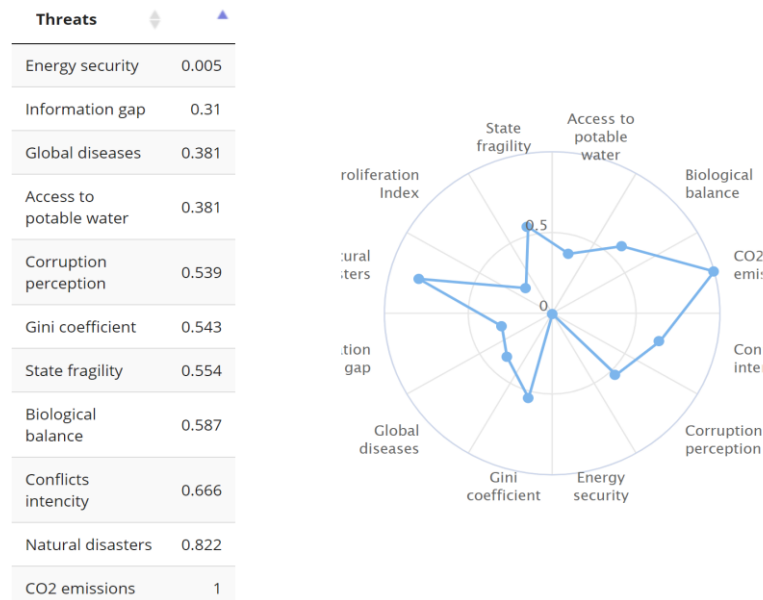 Threats
Energy security 0.005
Information gap 0.31
Global diseases 0.381
Access to
potable water 0.381
Corruption
perception 0.539
Gini coefficient 0.543
State fragility 0.554
Biological
balance 0.587
Conflicts
intencity 0.666
Natural disasters 0.822
CO2 emissions 1
State
fragility
Access to
potable
water
roliferation
Index
Biological
balance
0.5
CO2
emis
tural
sters
0
tion
gap
Con
inter
Global
diseases
Corruption
perception
Gini
coefficient
Energy
security